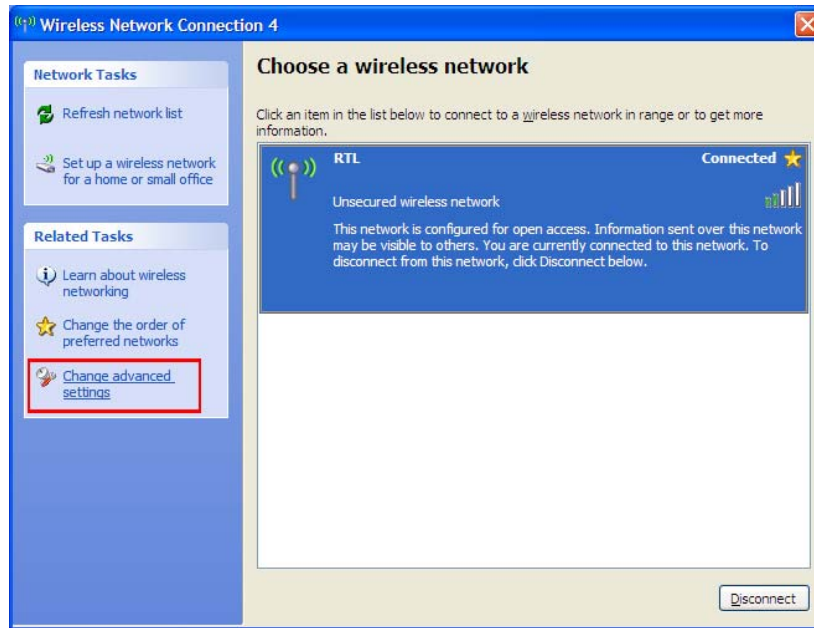 Wireless Network Connection 4
Network Tasks
Refresh network list
Set up a wireless network
for a home or small office
Related Tasks
Learn about wireless
networking
Change the order of
preferred networks
Change advanced
settings
Choose a wireless network
Click an item in the list below to connect to a wireless network in range or to get more
information.
RTL
Connected
Unsecured wireless network
This network is configured for open access. Information sent over this network
may be visible to others. You are currently connected to this network. To
disconnect from this network, click Disconnect below.
Disconnect